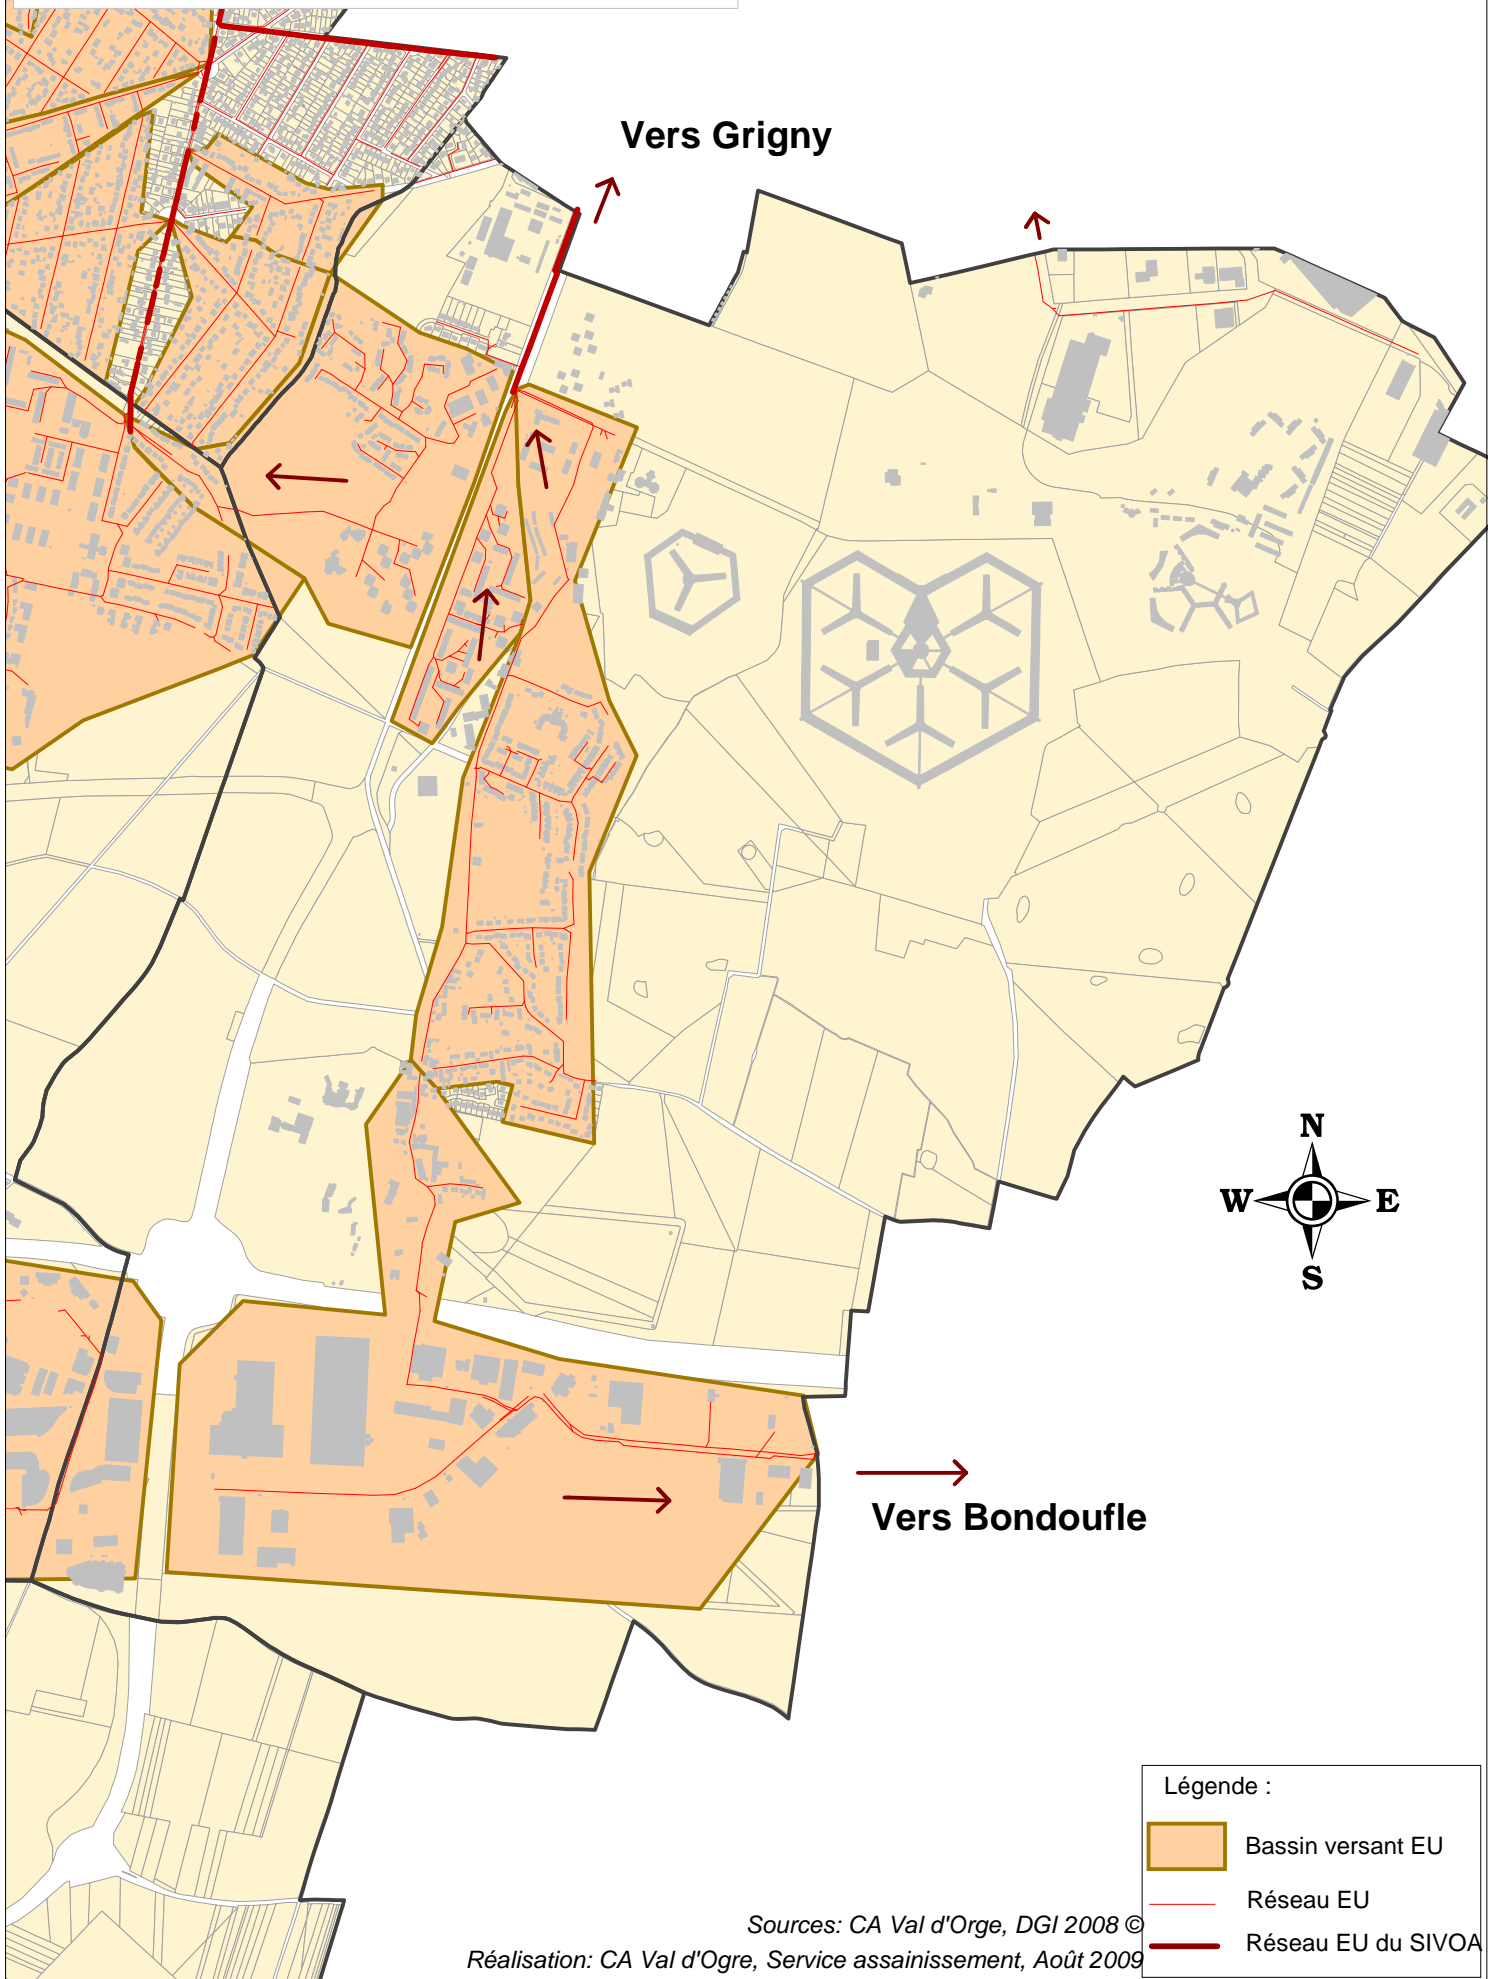 Vers Grigny
N
W E
S
Vers Bondoufle
Légende :
Bassin versant EU
Réseau EU
Réseau EU du SIVOA
Sources: CA Val d'Orge, DGI 2008 ©
Réalisation: CA Val d'Ogre, Service assainissement, Août 2009